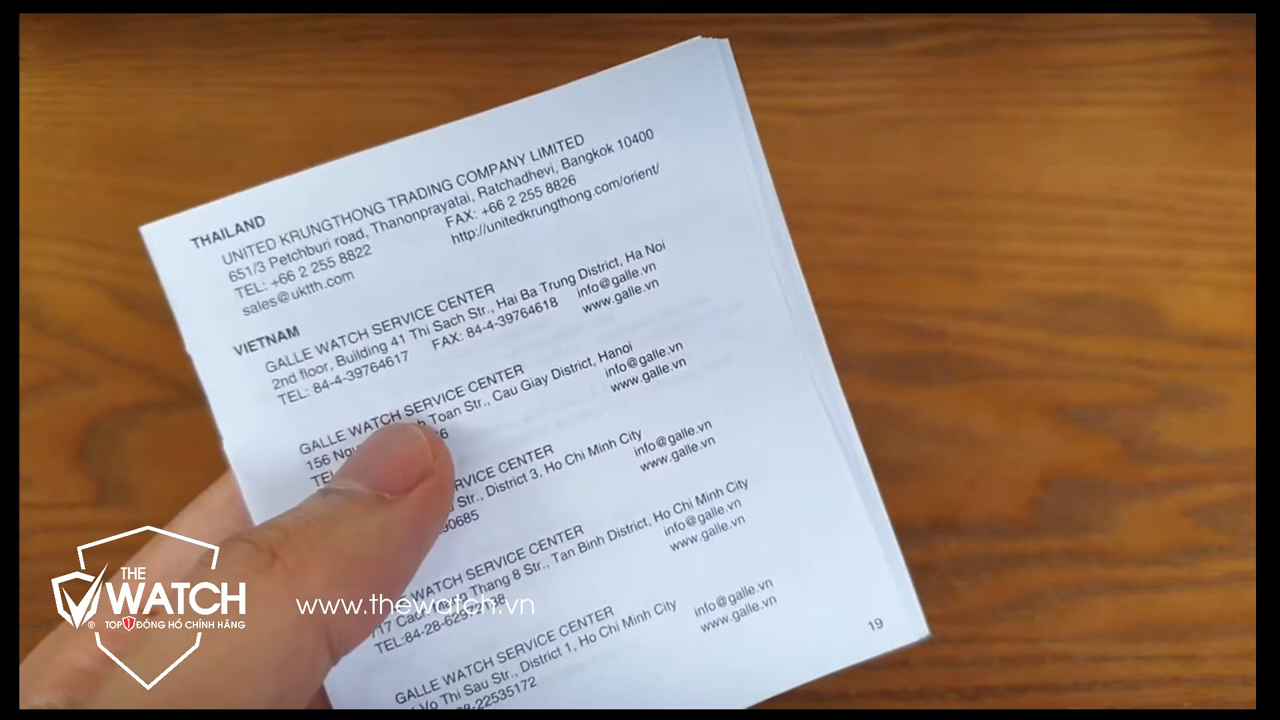 THAILAND
UNITED KRUNGTHONG TRADING COMPANY LIMITED
651/3 Petchburi road, Thanonprayatai, Ratchadhevi, Bangkok 10400
TEL: +66 2 255 8822 FAX: +66 2 255 8826
sales@uktth.com http://unitedkrungthong.com/orient/
VIETNAM
GALLE WATCH SERVICE CENTER
2nd floor, Building 41 Thi Sach Str., Hai Ba Trung District, Ha Noi
TEL: 84-4-39764617 FAX: 84-4-39764618 info@galle.vn
www.galle.vn
GALLE WATCH SERVICE CENTER
156 Toan Str., Cau Giay District, Hanoi
info@galle.vn
www.galle.vn
SERVICE CENTER
Str., District 3, Ho Chi Minh City
info@galle.vn
www.galle.vn
WATCH SERVICE CENTER
Thang 8 Str., Tan Binh District, Ho Chi Minh City
info@galle.vn
www.galle.vn
GALLE WATCH SERVICE CENTER
Vo Thi Sau Str., District 1, Ho Chi Minh City
info@galle.vn
www.galle.vn
19
THE
WATCH
TOP 1 ĐỒNG HỒ CHÍNH HÃNG
www.thewatch.vn